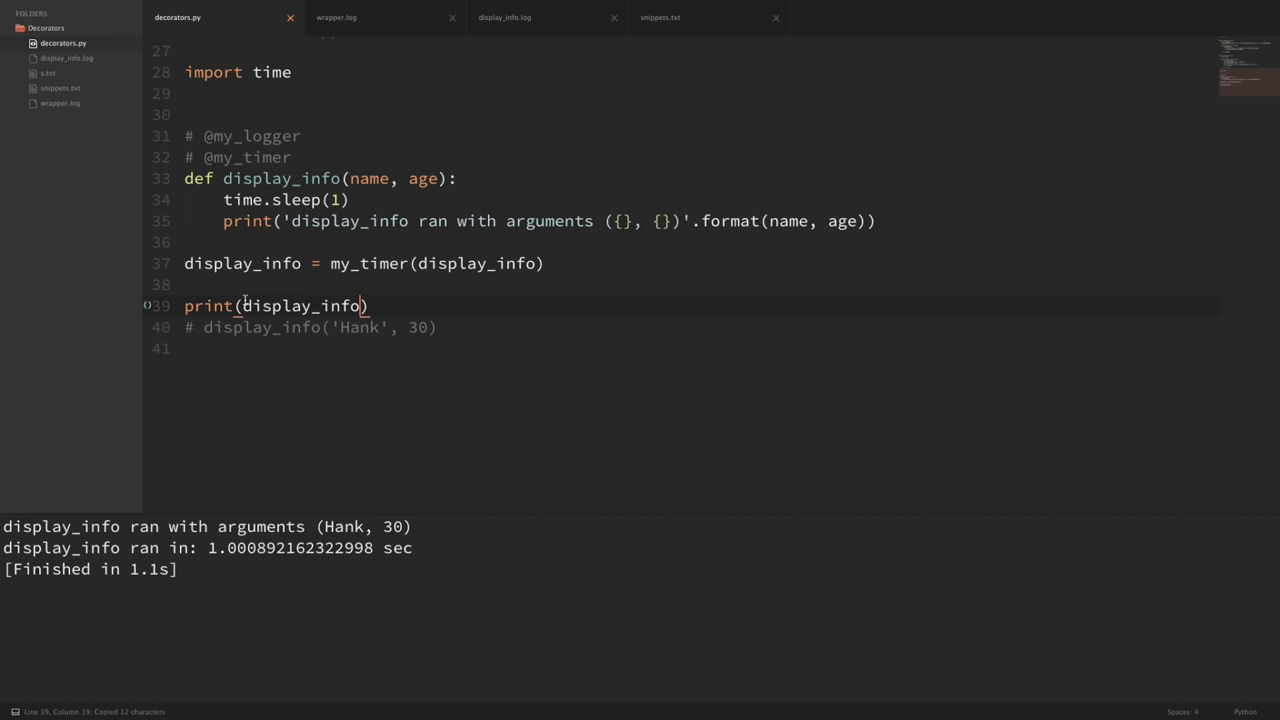 FOLDERS
Decorators
decorators.py
display_info.log
s.txt
snippets.txt
wrapper.log
decorators.py
wrapper.log
display_info.log
snippets.txt
27
28 import time
29
30
31 # @my_logger
32 # @my_timer
33 def display_info(name, age):
34 time.sleep(1)
35 print('display_info ran with arguments ({}, {})'.format(name, age))
36
37 display_info = my_timer(display_info)
38
39 print(display_info)
40 # display_info('Hank', 30)
41
display_info ran with arguments (Hank, 30)
display_info ran in: 1.000892162322998 sec
[Finished in 1.1s]
Line 39, Column 19; Copied 12 characters
Spaces: 4
Python